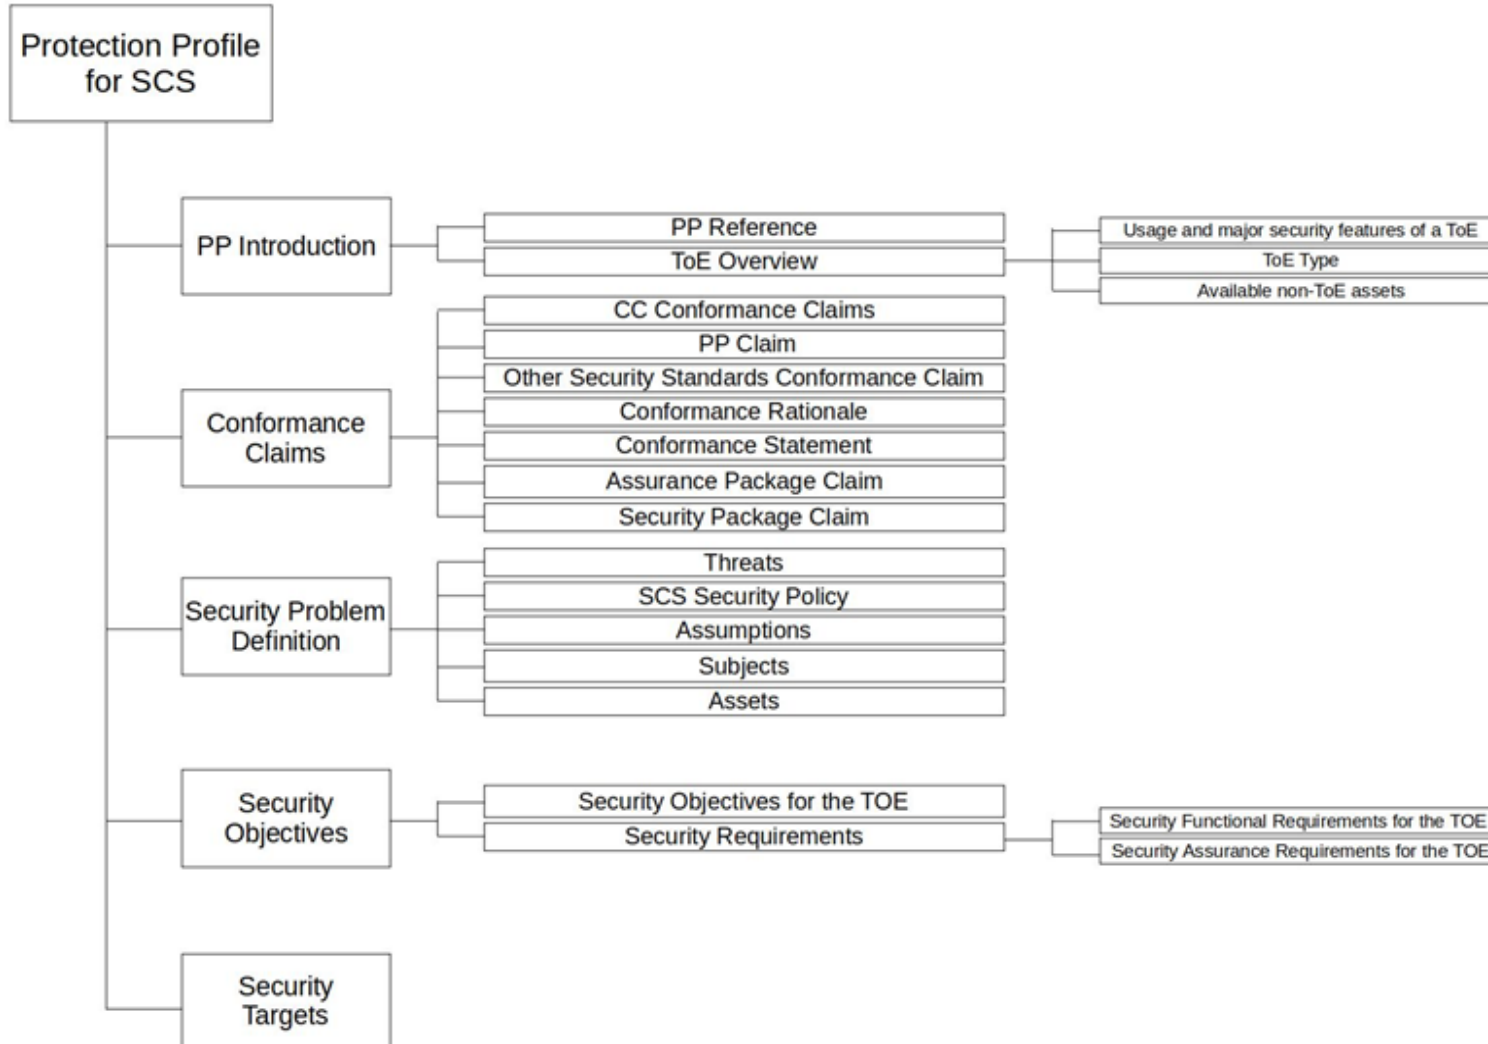 Protection Profile
for SCS
PP Introduction
PP Reference
ToE Overview
Usage and major security features of a ToE
ToE Type
Available non-ToE assets
Conformance
Claims
CC Conformance Claims
PP Claim
Other Security Standards Conformance Claim
Conformance Rationale
Conformance Statement
Assurance Package Claim
Security Package Claim
Security Problem
Definition
Threats
SCS Security Policy
Assumptions
Subjects
Assets
Security
Objectives
Security Objectives for the TOE
Security Requirements
Security Functional Requirements for the TOE
Security Assurance Requirements for the TOE
Security
Targets